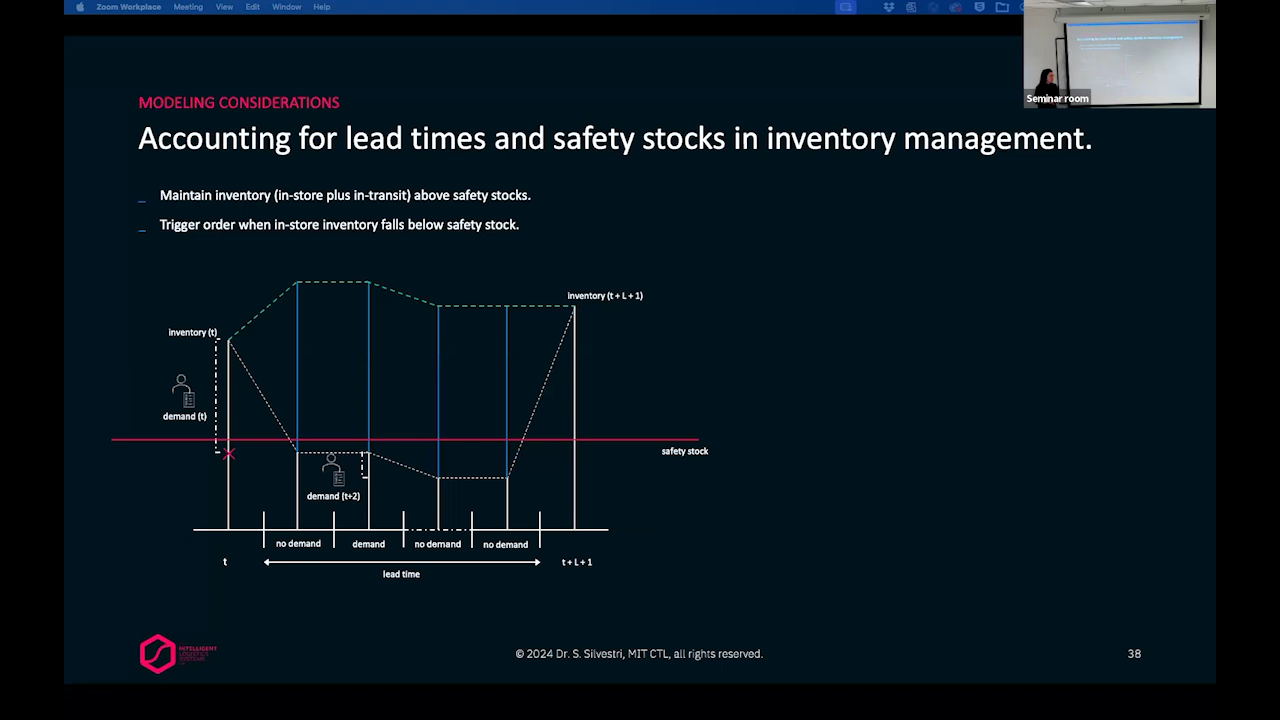 Zoom Workplace Meeting View Edit Window Help
Seminar room
MODELING CONSIDERATIONS
Accounting for lead times and safety stocks in inventory management.
_ Maintain inventory (in-store plus in-transit) above safety stocks.
_ Trigger order when in-store inventory falls below safety stock.
inventory (t + L + 1)
inventory (t)
demand (t)
safety stock
demand (t+2)
no demand demand no demand no demand
t t + L + 1
lead time
INTELLIGENT
LOGISTICS
SYSTEMS
© 2024 Dr. S. Silvestri, MIT CTL, all rights reserved.
38